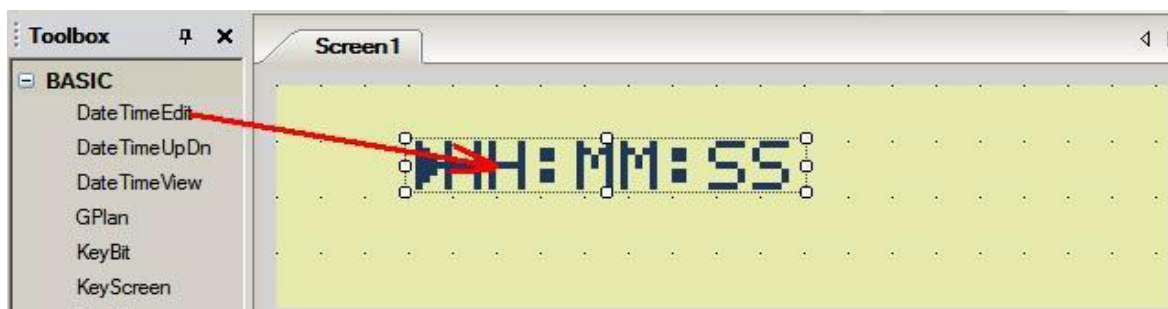 Toolbox
Screen1
BASIC
DateTimeEdit
DateTimeUpDn
DateTimeView
GPlan
KeyBit
KeyScreen
HH:MM:SS